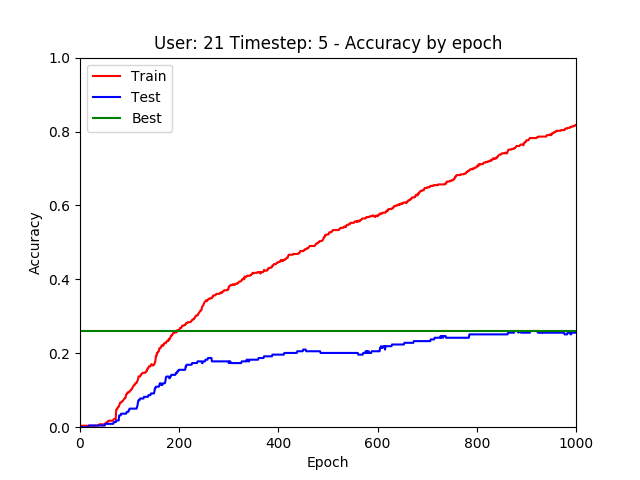 User: 21 Timestep: 5 - Accuracy by epoch
Train
Test
Best
Accuracy
1.0
0.8
0.6
0.4
0.2
0.0
0 200 400 600 800 1000
Epoch